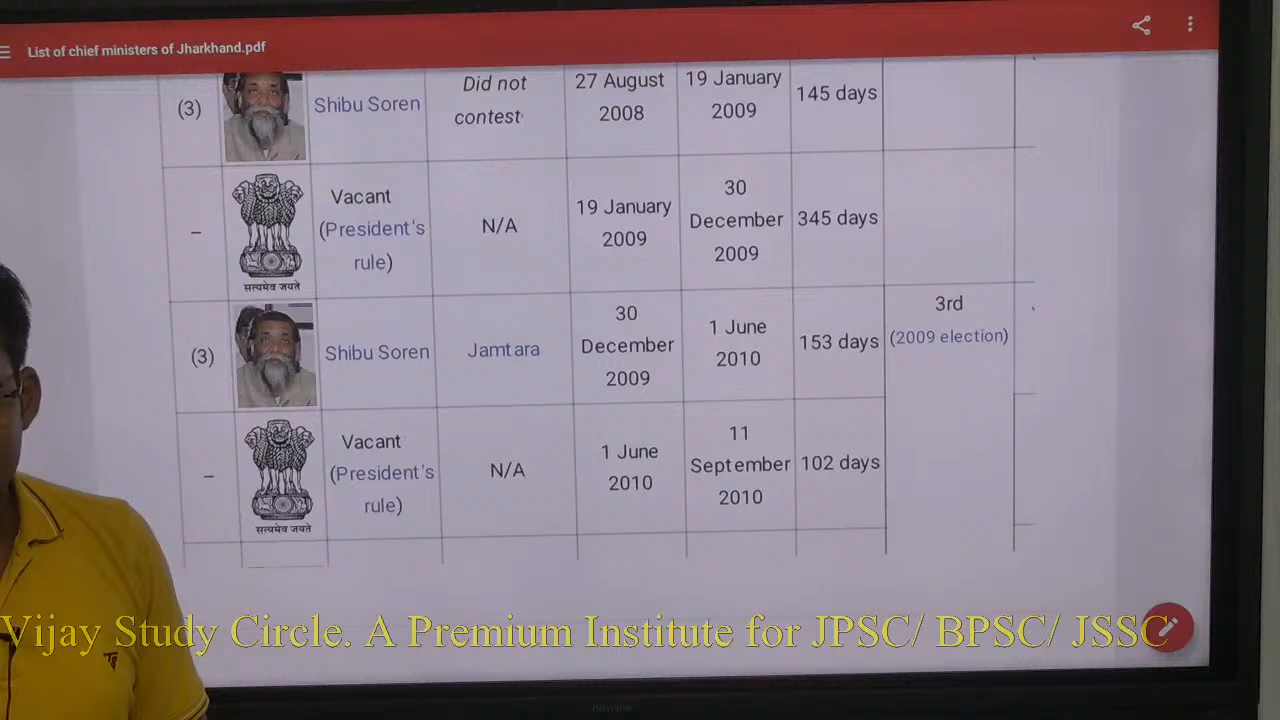 List of chief ministers of Jharkhand.pdf
(3)
Shibu Soren
Did not
contest
27 August
2008
19 January
2009
145 days
–
सत्यमेव जयते
Vacant
(President's
rule)
N/A
19 January
2009
30
December
2009
345 days
(3)
Shibu Soren
Jamtara
30
December
2009
1 June
2010
153 days
3rd
(2009 election)
–
सत्यमेव जयते
Vacant
(President's
rule)
N/A
1 June
2010
11
September
2010
102 days
Vijay Study Circle. A Premium Institute for JPSC/ BPSC/ JSSC